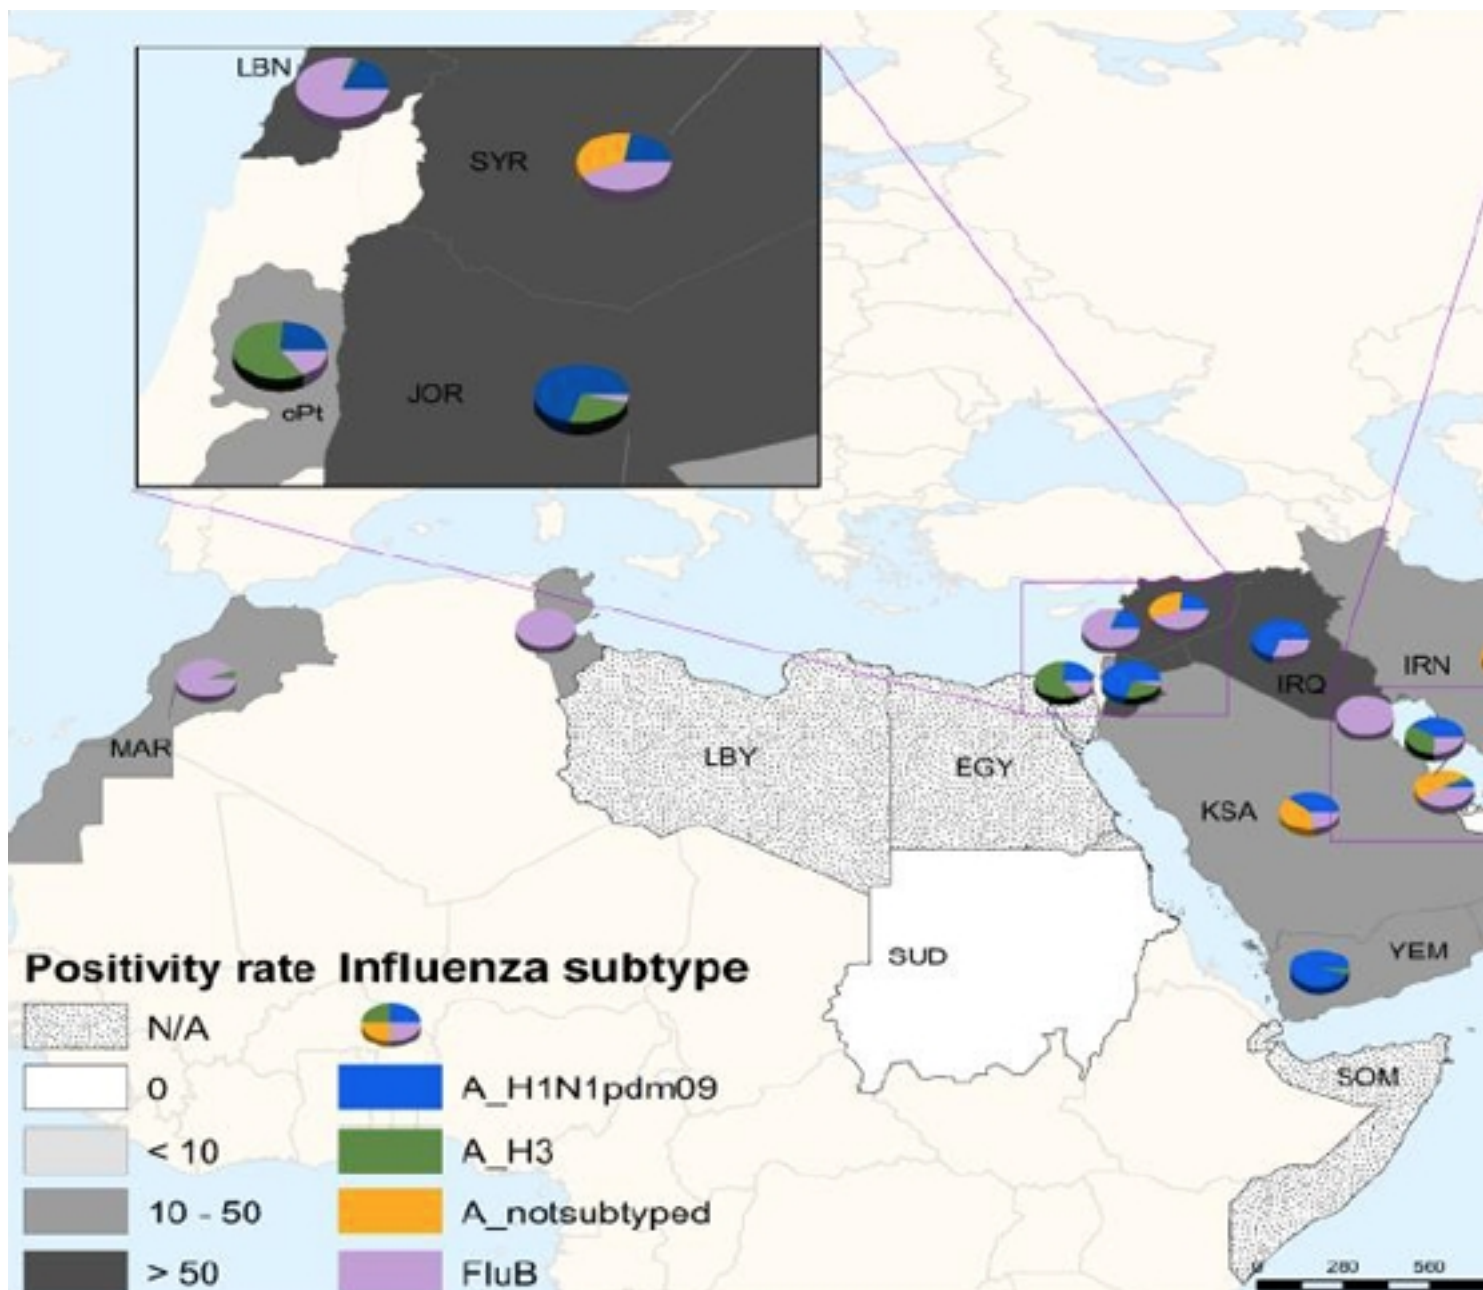 LBN
SYR
oPt
JOR
IRN
IRQ
MAR
LBY
EGY
KSA
SUD
YEM
SOM
Positivity rate
N/A
0
< 10
10 - 50
> 50
Influenza subtype
A_H1N1pdm09
A_H3
A_notsubtyped
FluB
0 280 560